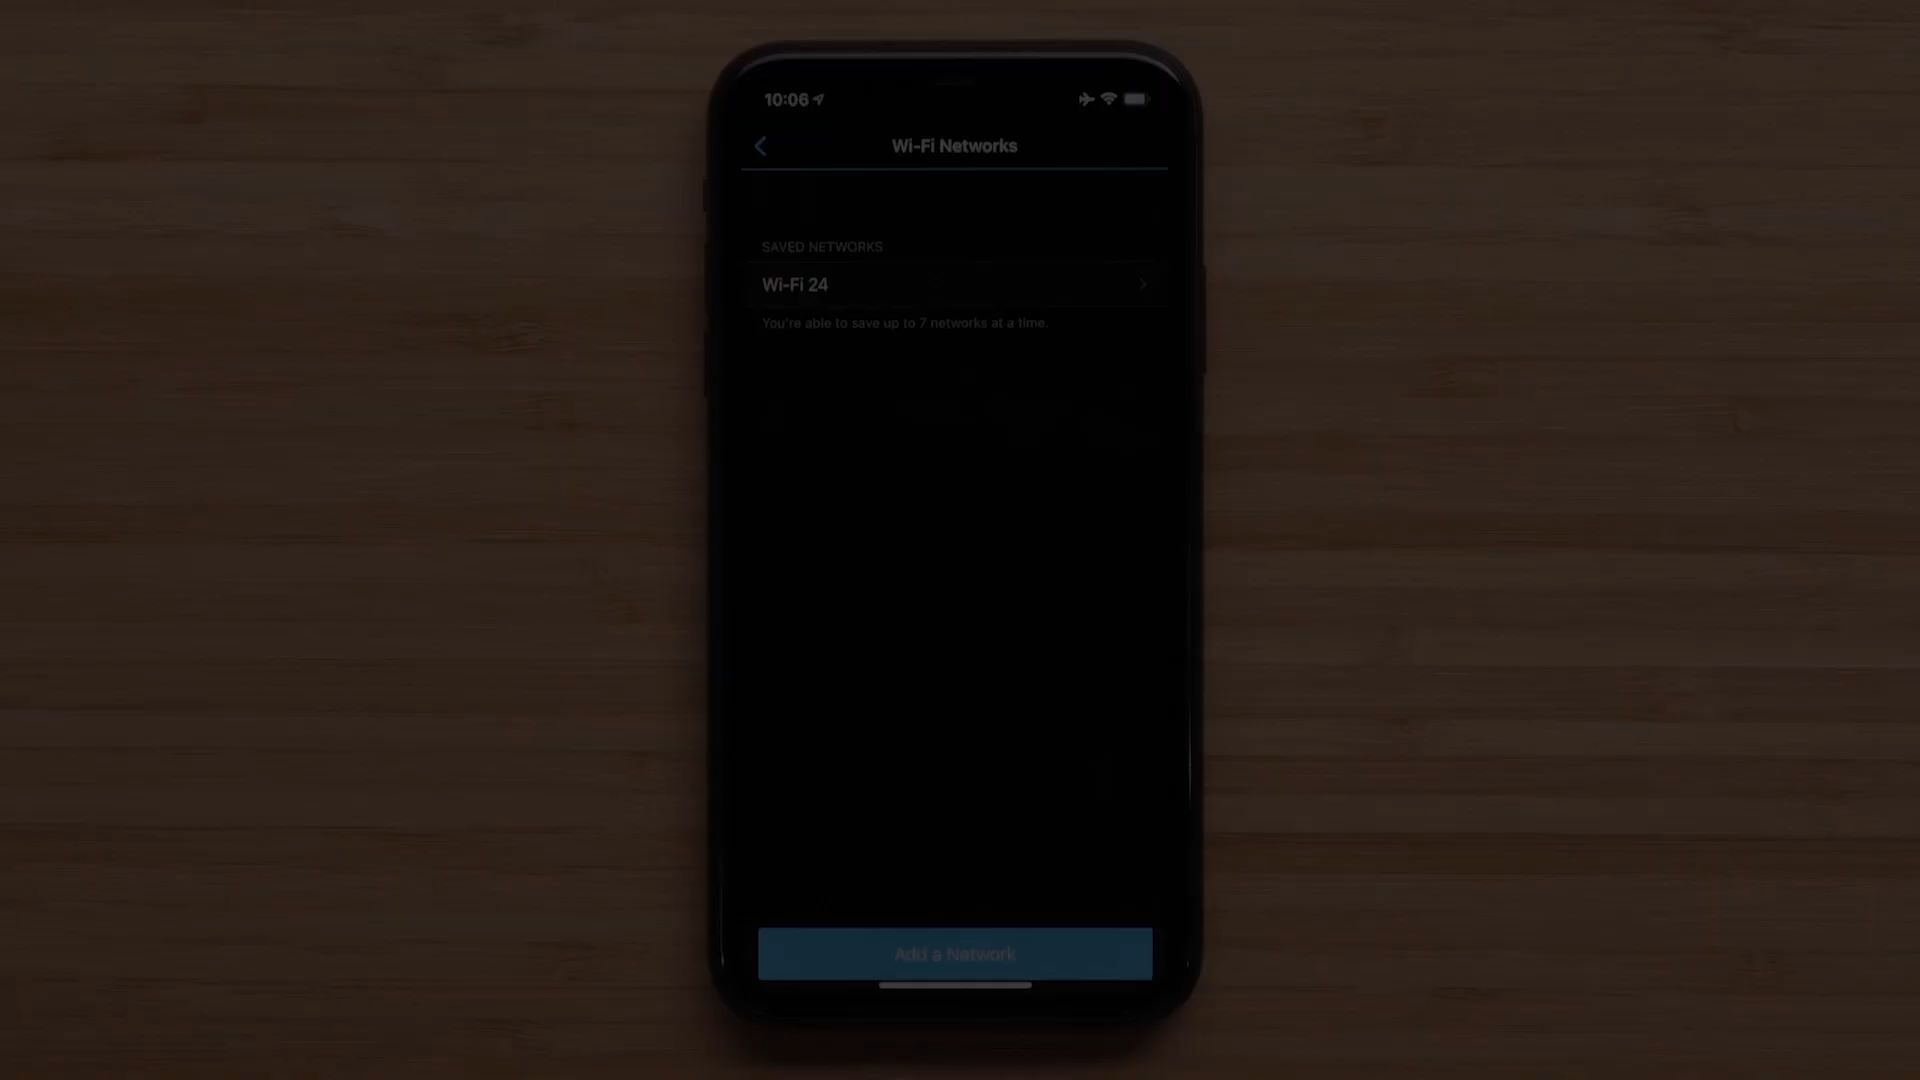 10:06
Wi-Fi Networks
SAVED NETWORKS
Wi-Fi 24
You're able to save up to 7 networks at a time.
Add a Network